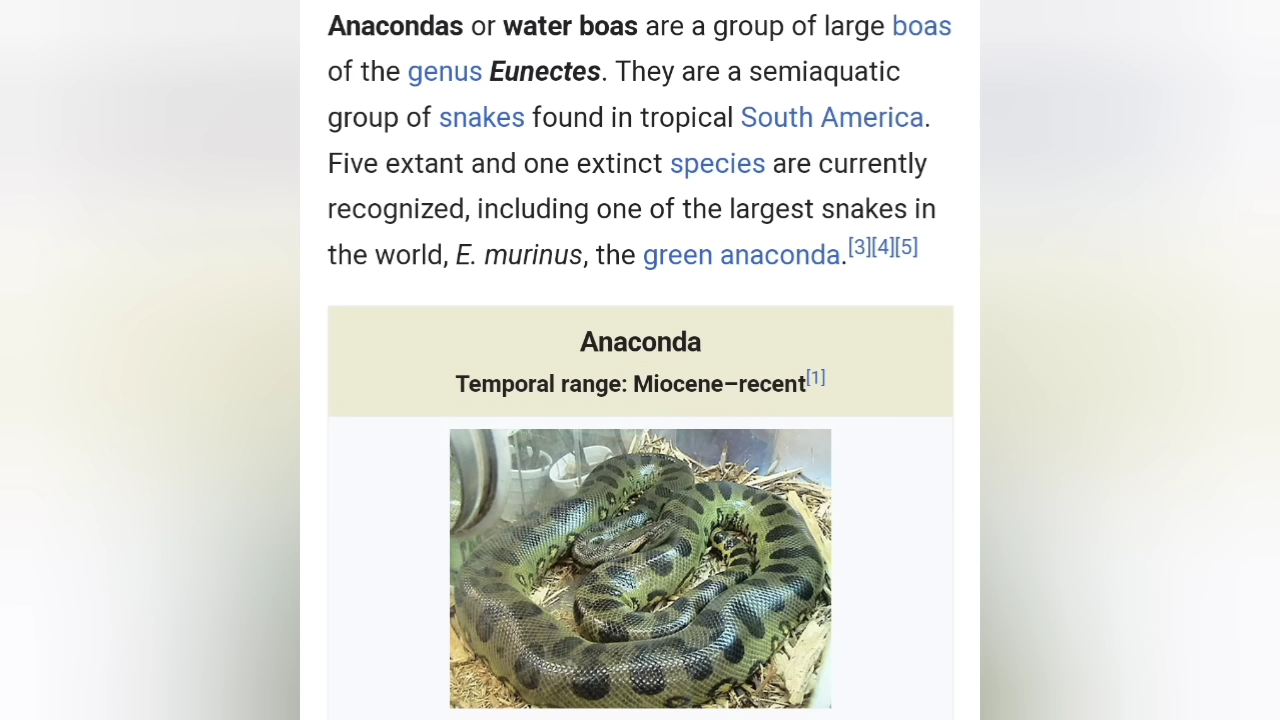 Anacondas or water boas are a group of large boas
of the genus Eunectes. They are a semiaquatic
group of snakes found in tropical South America.
Five extant and one extinct species are currently
recognized, including one of the largest snakes in
the world, E. murinus, the green anaconda.[3][4][5]
Anaconda
Temporal range: Miocene–recent[1]